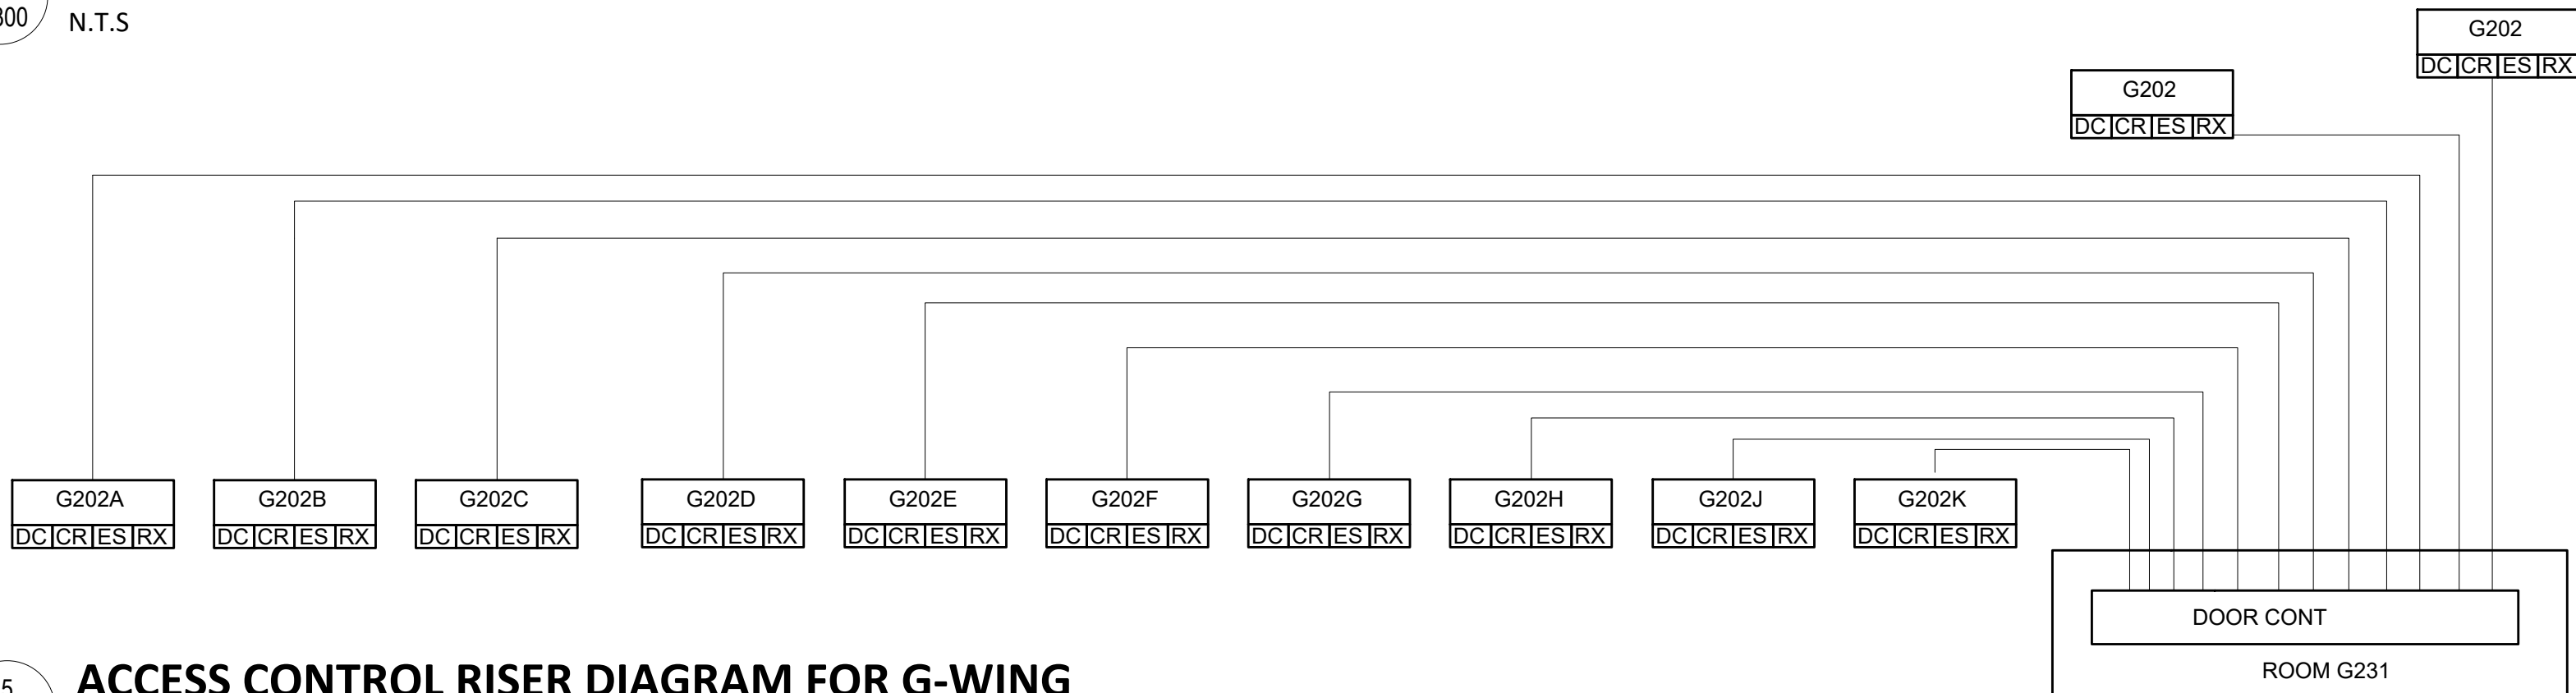 300
N.T.S
G202
DC CR ES RX
G202
DC CR ES RX
G202A
DC CR ES RX
G202B
DC CR ES RX
G202C
DC CR ES RX
G202D
DC CR ES RX
G202E
DC CR ES RX
G202F
DC CR ES RX
G202G
DC CR ES RX
G202H
DC CR ES RX
G202J
DC CR ES RX
G202K
DC CR ES RX
DOOR CONT
ROOM G231
5
ACCESS CONTROL RISER DIAGRAM FOR G-WING